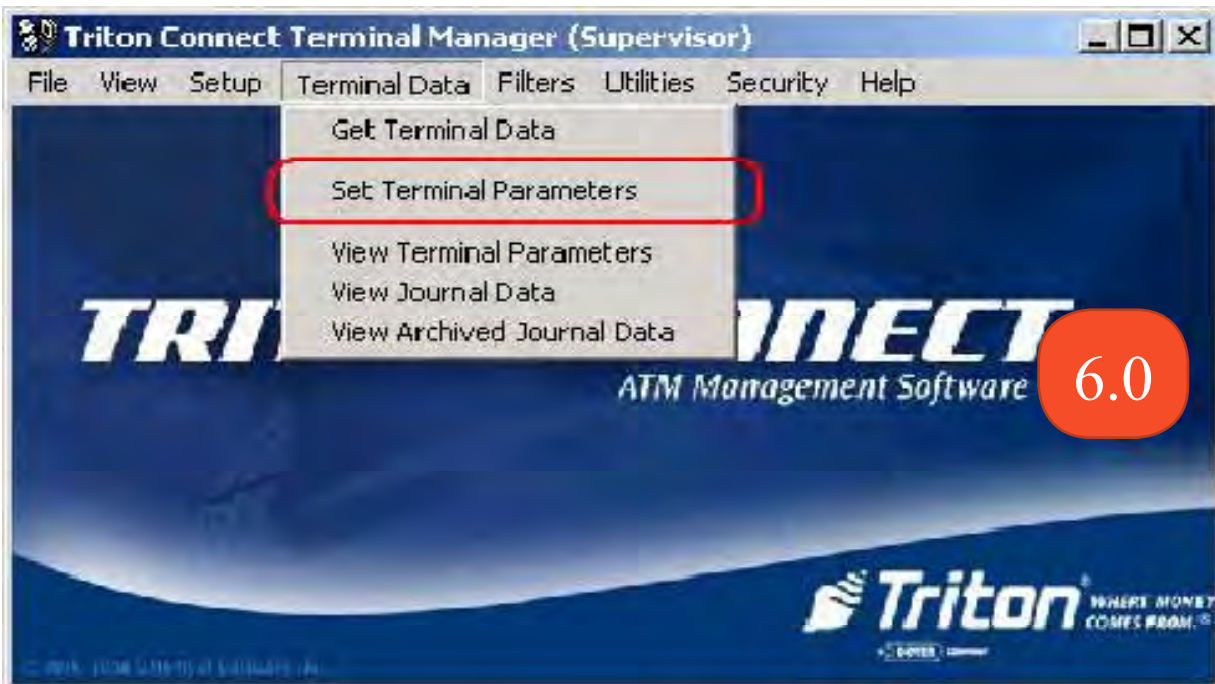 Triton Connect Terminal Manager (Supervisor)
File View Setup Terminal Data Filters Utilities Security Help
Get Terminal Data
Set Terminal Parameters
View Terminal Parameters
View Journal Data
View Archived Journal Data
TRI NNECT
ATM Management Software
6.0
Triton®
WHERE MONEY
COMES FROM.®